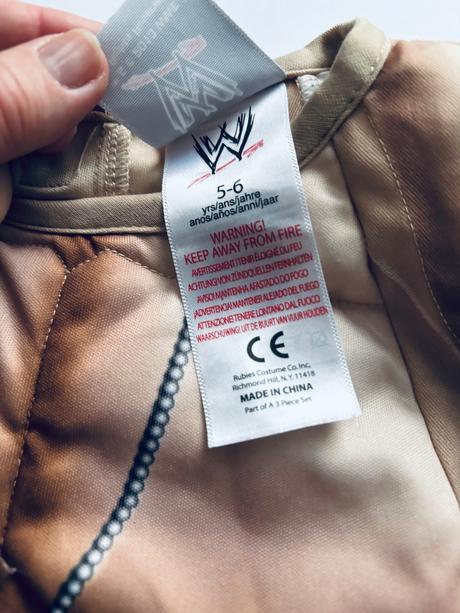 W
5-6
yrs/ans/jahre
anos/años/anni/jaar
WARNING!
KEEP AWAY FROM FIRE
AVERTISSEMENT!TENIR ÉLOIGNÉ DU FEU
ACHTUNG!VON ZÜNDQUELLEN FERNHALTEN
AVISO! MANTENHA AFASTADO DO FOGO
¡ADVERTENCIA! MANTENER ALEJADO DEL FUEGO
ATTENZIONE!TENERE LONTANO DAL FUOCO
WAARSCHUWING! UIT DE BUURT VAN VUUR HOUDEN
CE
Rubies Costume Co. Inc.
Richmond Hill, N.Y. 11418
MADE IN CHINA
Part of A 3 Piece Set